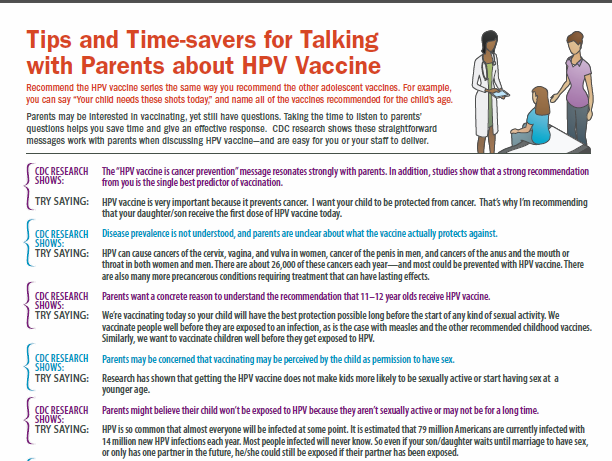 Tips and Time-savers for Talking
with Parents about HPV Vaccine
Recommend the HPV vaccine series the same way you recommend the other adolescent vaccines. For example,
you can say “Your child needs these shots today,” and name all of the vaccines recommended for the child’s age.
Parents may be interested in vaccinating, yet still have questions. Taking the time to listen to parents’
questions helps you save time and give an effective response. CDC research shows these straightforward
messages work with parents when discussing HPV vaccine—and are easy for you or your staff to deliver.
CDC RESEARCH
SHOWS:
The “HPV vaccine is cancer prevention” message resonates strongly with parents. In addition, studies show that a strong recommendation
from you is the single best predictor of vaccination.
TRY SAYING:
HPV vaccine is very important because it prevents cancer. I want your child to be protected from cancer. That’s why I’m recommending
that your daughter/son receive the first dose of HPV vaccine today.
CDC RESEARCH
SHOWS:
Disease prevalence is not understood, and parents are unclear about what the vaccine actually protects against.
TRY SAYING:
HPV can cause cancers of the cervix, vagina, and vulva in women, cancer of the penis in men, and cancers of the anus and the mouth or
throat in both women and men. There are about 26,000 of these cancers each year—and most could be prevented with HPV vaccine. There
are also many more precancerous conditions requiring treatment that can have lasting effects.
CDC RESEARCH
SHOWS:
Parents want a concrete reason to understand the recommendation that 11–12 year olds receive HPV vaccine.
TRY SAYING:
We’re vaccinating today so your child will have the best protection possible long before the start of any kind of sexual activity. We
vaccinate people well before they are exposed to an infection, as is the case with measles and the other recommended childhood vaccines.
Similarly, we want to vaccinate children well before they get exposed to HPV.
CDC RESEARCH
SHOWS:
Parents may be concerned that vaccinating may be perceived by the child as permission to have sex.
TRY SAYING:
Research has shown that getting the HPV vaccine does not make kids more likely to be sexually active or start having sex at a
younger age.
CDC RESEARCH
SHOWS:
Parents might believe their child won’t be exposed to HPV because they aren’t sexually active or may not be for a long time.
TRY SAYING:
HPV is so common that almost everyone will be infected at some point. It is estimated that 79 million Americans are currently infected with
14 million new HPV infections each year. Most people infected will never know. So even if your son/daughter waits until marriage to have sex,
or only has one partner in the future, he/she could still be exposed if their partner has been exposed.